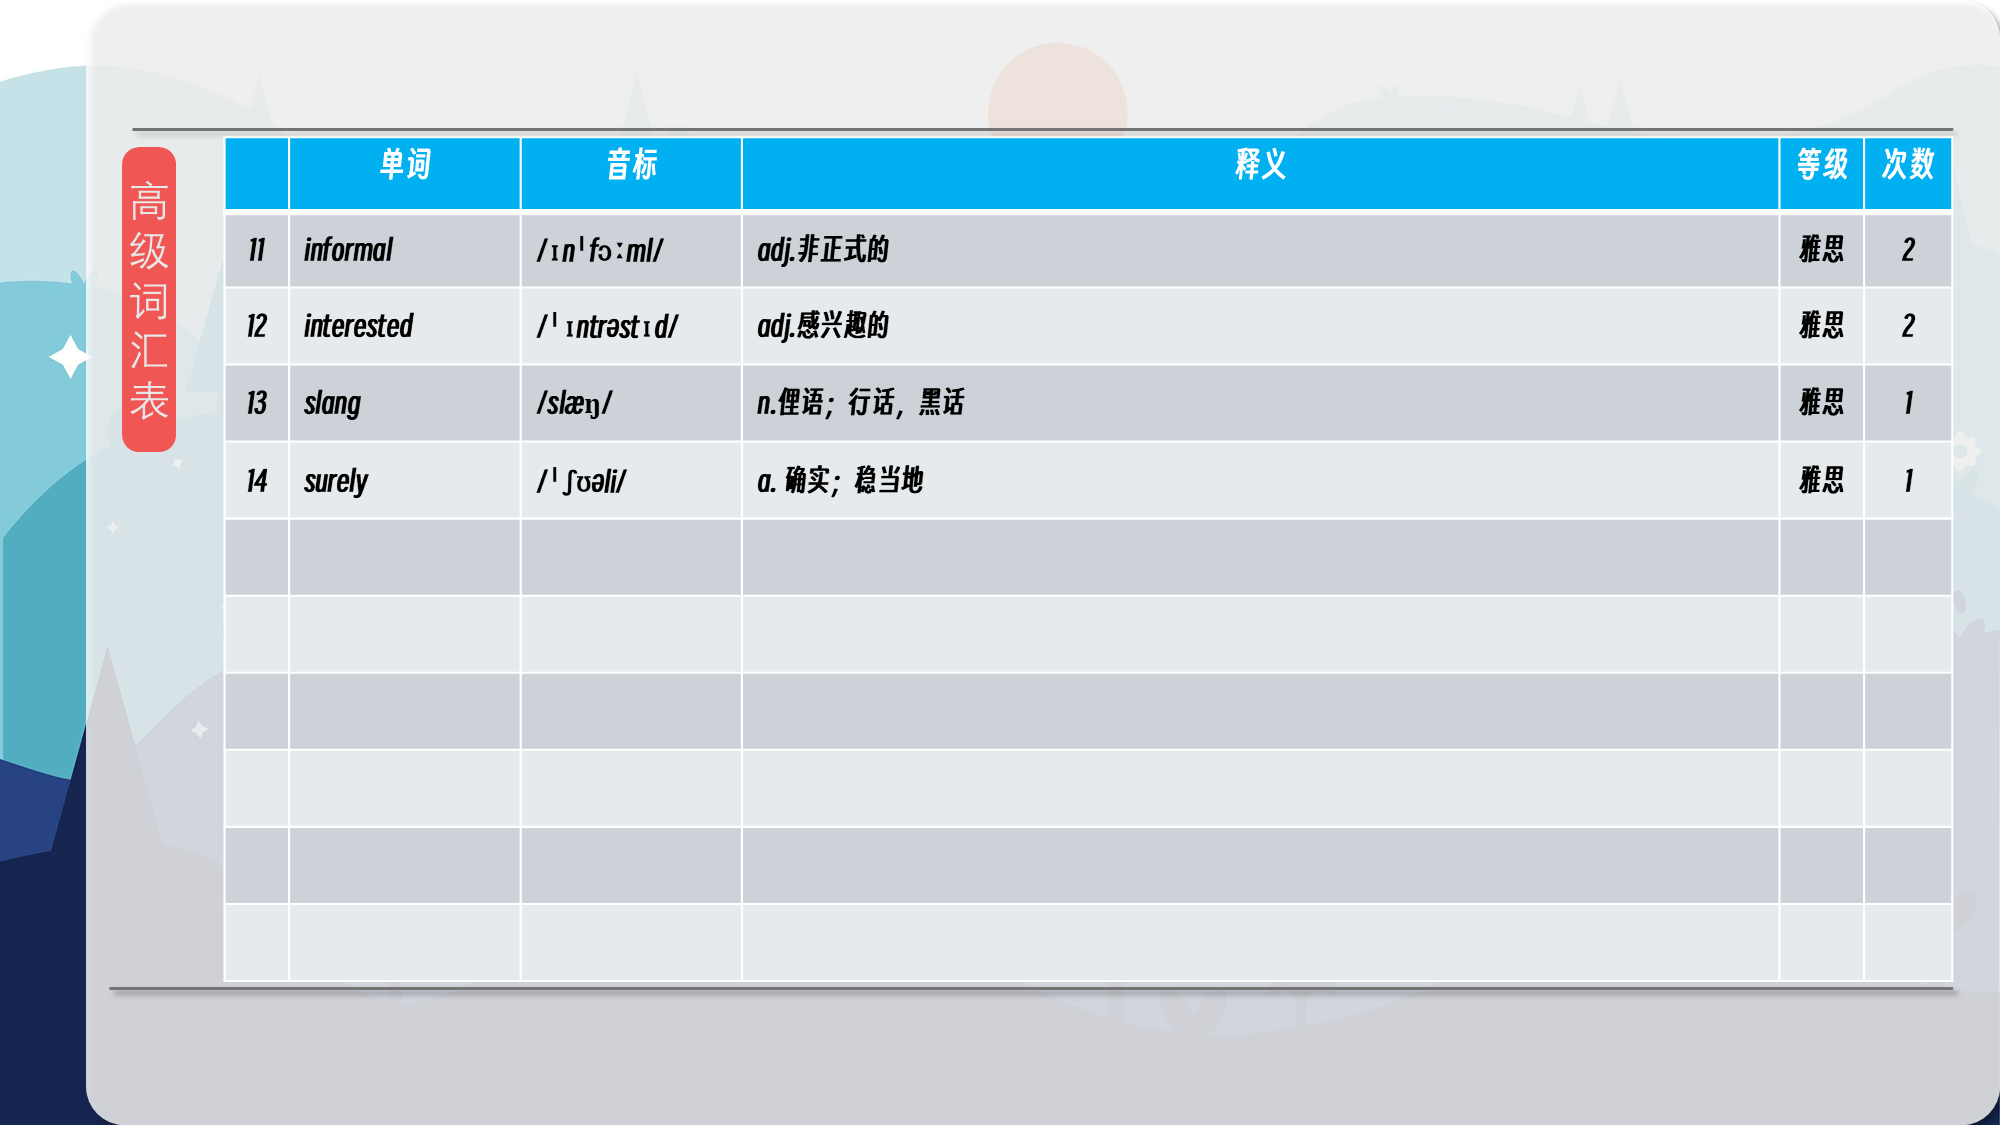 高级词汇表
单词 音标 释义 等级 次数
11 informal /ɪnˈfɔːml/ adj.非正式的 雅思 2
12 interested /ˈɪntrəstɪd/ adj.感兴趣的 雅思 2
13 slang /slæŋ/ n.俚语；行话，黑话 雅思 1
14 surely /ˈʃʊəli/ a. 确实；稳当地 雅思 1